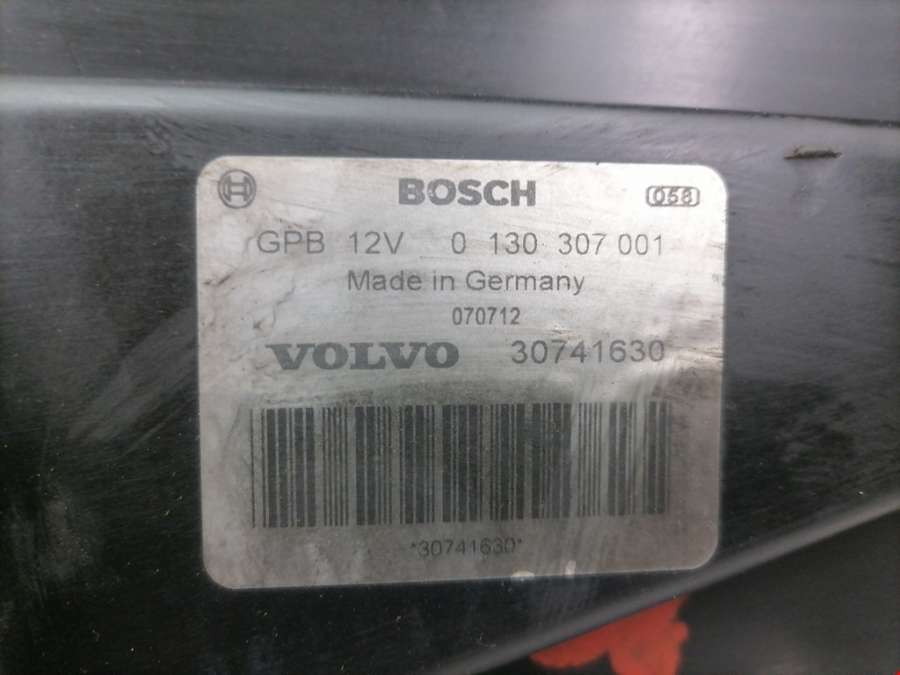 BOSCH 058
GPB 12V 0 130 307 001
Made in Germany
070712
VOLVO 30741630
*30741630*